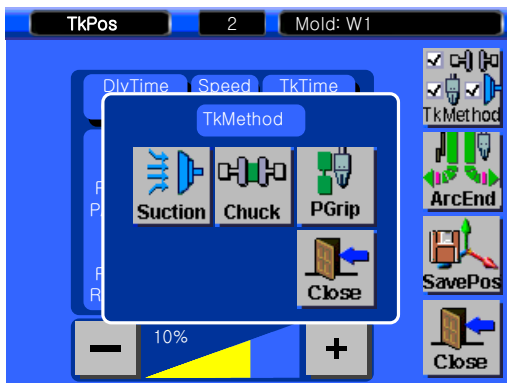 TkPos
2
Mold: W1
DlyTime
Speed
TkTime
TkMethod
TkMethod
Suction
Chuck
PGrip
ArcEnd
SavePos
Close
10%
Close